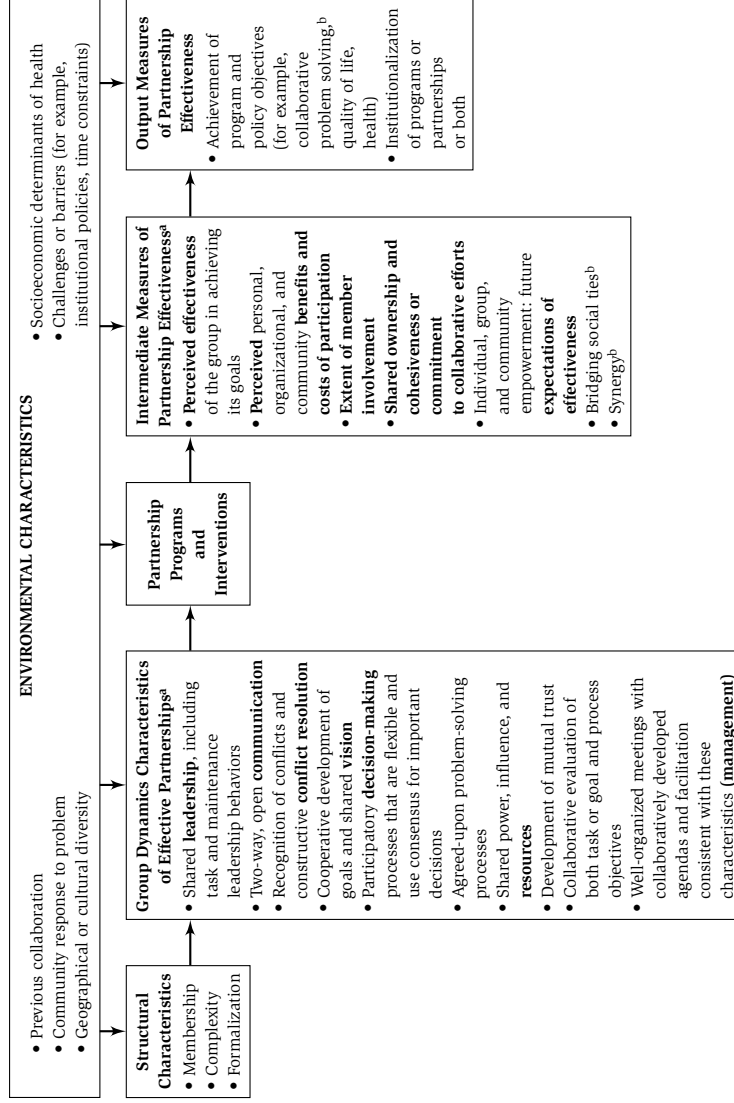 ENVIRONMENTAL CHARACTERISTICS
• Previous collaboration
• Community response to problem
• Geographical or cultural diversity
• Socioeconomic determinants of health
• Challenges or barriers (for example,
institutional policies, time constraints)
Structural
Characteristics
• Membership
• Complexity
• Formalization
Group Dynamics Characteristics
of Effective Partnershipsᵃ
• Shared leadership, including
task and maintenance
leadership behaviors
• Two-way, open communication
• Recognition of conflicts and
constructive conflict resolution
• Cooperative development of
goals and shared vision
• Participatory decision-making
processes that are flexible and
use consensus for important
decisions
• Agreed-upon problem-solving
processes
• Shared power, influence, and
resources
• Development of mutual trust
• Collaborative evaluation of
both task or goal and process
objectives
• Well-organized meetings with
collaboratively developed
agendas and facilitation
consistent with these
characteristics (management)
Partnership
Programs
and
Interventions
Intermediate Measures of
Partnership Effectivenessᵃ
• Perceived effectiveness
of the group in achieving
its goals
• Perceived personal,
organizational, and
community benefits and
costs of participation
• Extent of member
involvement
• Shared ownership and
cohesiveness or
commitment
to collaborative efforts
• Individual, group,
and community
empowerment: future
expectations of
effectiveness
• Bridging social tiesᵇ
• Synergyᵇ
Output Measures
of Partnership
Effectiveness
• Achievement of
program and
policy objectives
(for example,
collaborative
problem solving,ᵇ
quality of life,
health)
• Institutionalization
of programs or
partnerships
or both